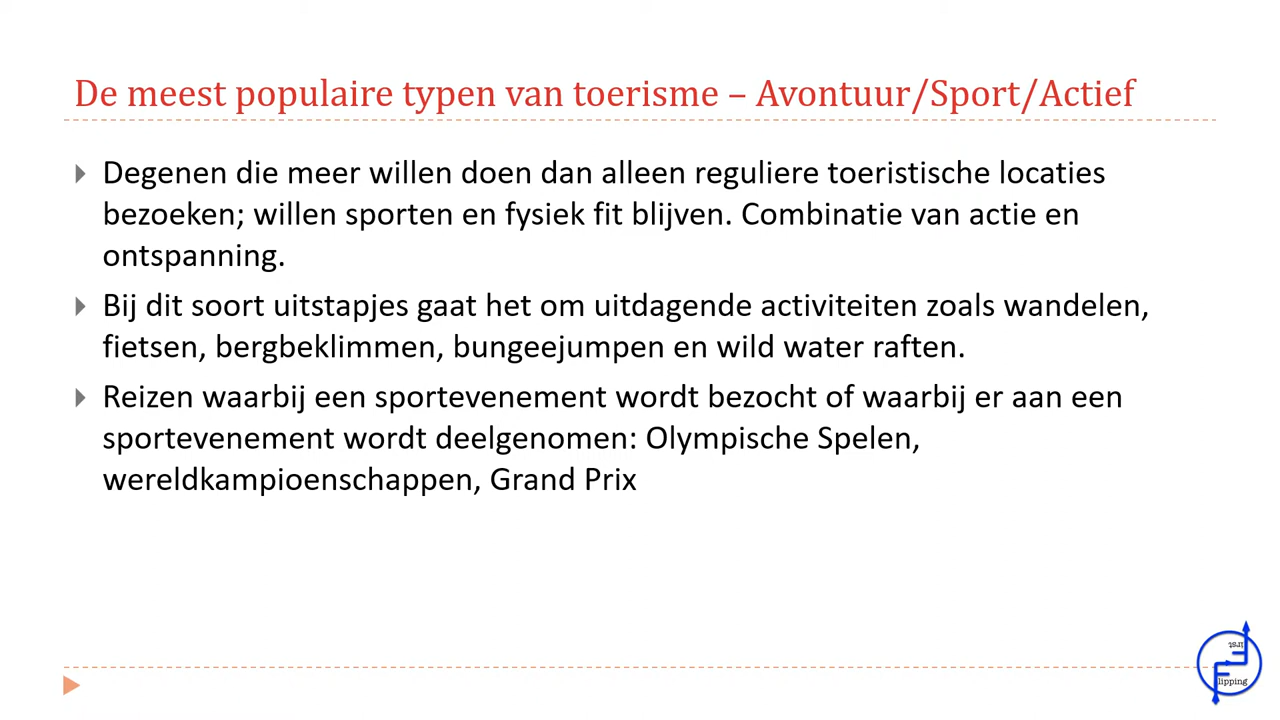 De meest populaire typen van toerisme – Avontuur/Sport/Actief
Degenen die meer willen doen dan alleen reguliere toeristische locaties
bezoeken; willen sporten en fysiek fit blijven. Combinatie van actie en
ontspanning.
Bij dit soort uitstapjes gaat het om uitdagende activiteiten zoals wandelen,
fietsen, bergbeklimmen, bungeejumpen en wild water raften.
Reizen waarbij een sportevenement wordt bezocht of waarbij er aan een
sportevenement wordt deelgenomen: Olympische Spelen,
wereldkampioenschappen, Grand Prix
Flipping
First